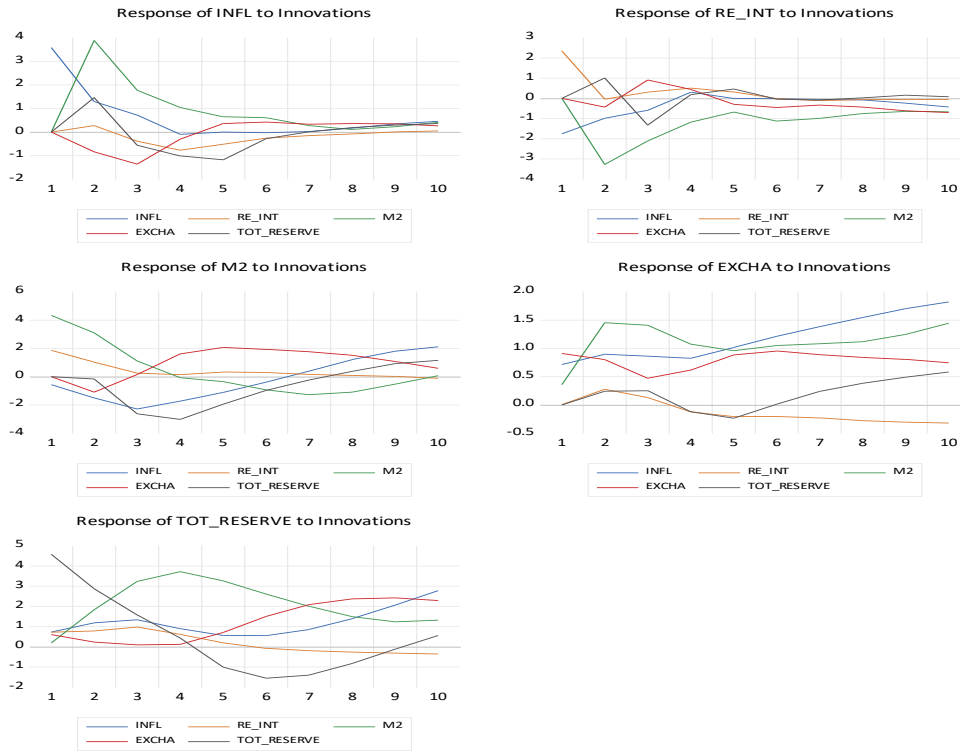 Response of INFL to Innovations
4
3
2
1
0
-1
-2
1 2 3 4 5 6 7 8 9 10
INFL RE_INT M2
EXCHA TOT_RESERVE
Response of RE_INT to Innovations
3
2
1
0
-1
-2
-3
-4
1 2 3 4 5 6 7 8 9 10
INFL RE_INT M2
EXCHA TOT_RESERVE
Response of M2 to Innovations
6
4
2
0
-2
-4
1 2 3 4 5 6 7 8 9 10
INFL RE_INT M2
EXCHA TOT_RESERVE
Response of EXCHA to Innovations
2.0
1.5
1.0
0.5
0.0
-0.5
1 2 3 4 5 6 7 8 9 10
INFL RE_INT M2
EXCHA TOT_RESERVE
Response of TOT_RESERVE to Innovations
5
4
3
2
1
0
-1
-2
1 2 3 4 5 6 7 8 9 10
INFL RE_INT M2
EXCHA TOT_RESERVE